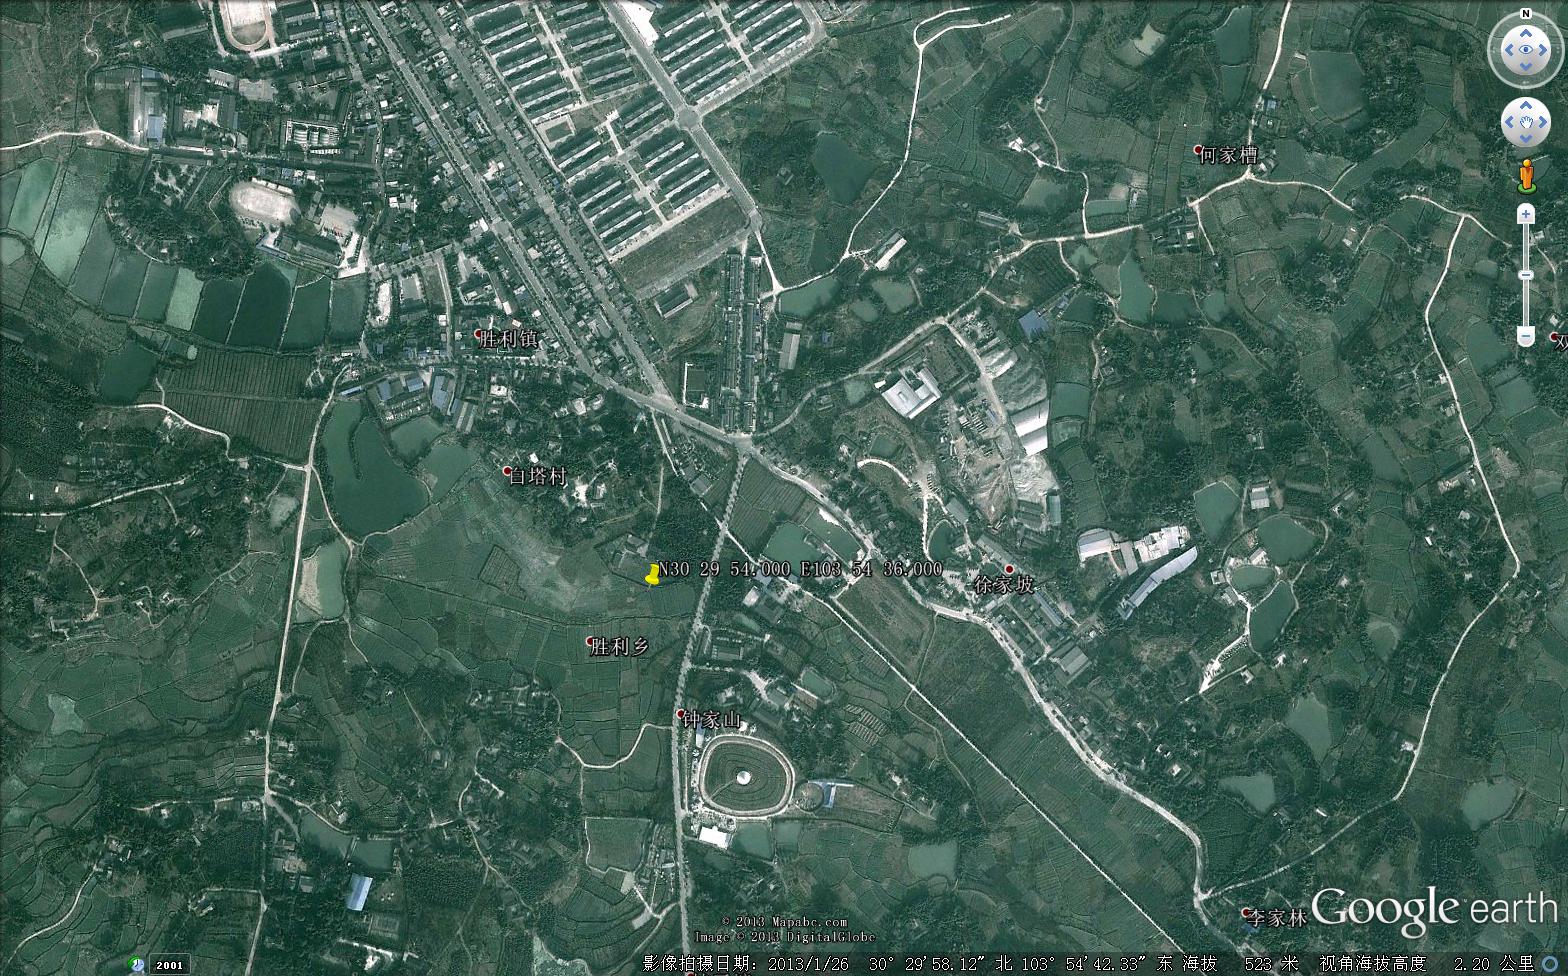 N
何家槽
胜利镇
白塔村
N30 29 54.000 E103 54 36.000
徐家坡
胜利乡
钟家山
李家林
Google earth
© 2013 Mapabc.com
Image © 2013 DigitalGlobe
2001
影像拍摄日期: 2013/1/26 30° 29'58.12" 北 103° 54'42.33" 东 海拔 523 米 视角海拔高度 2.20 公里